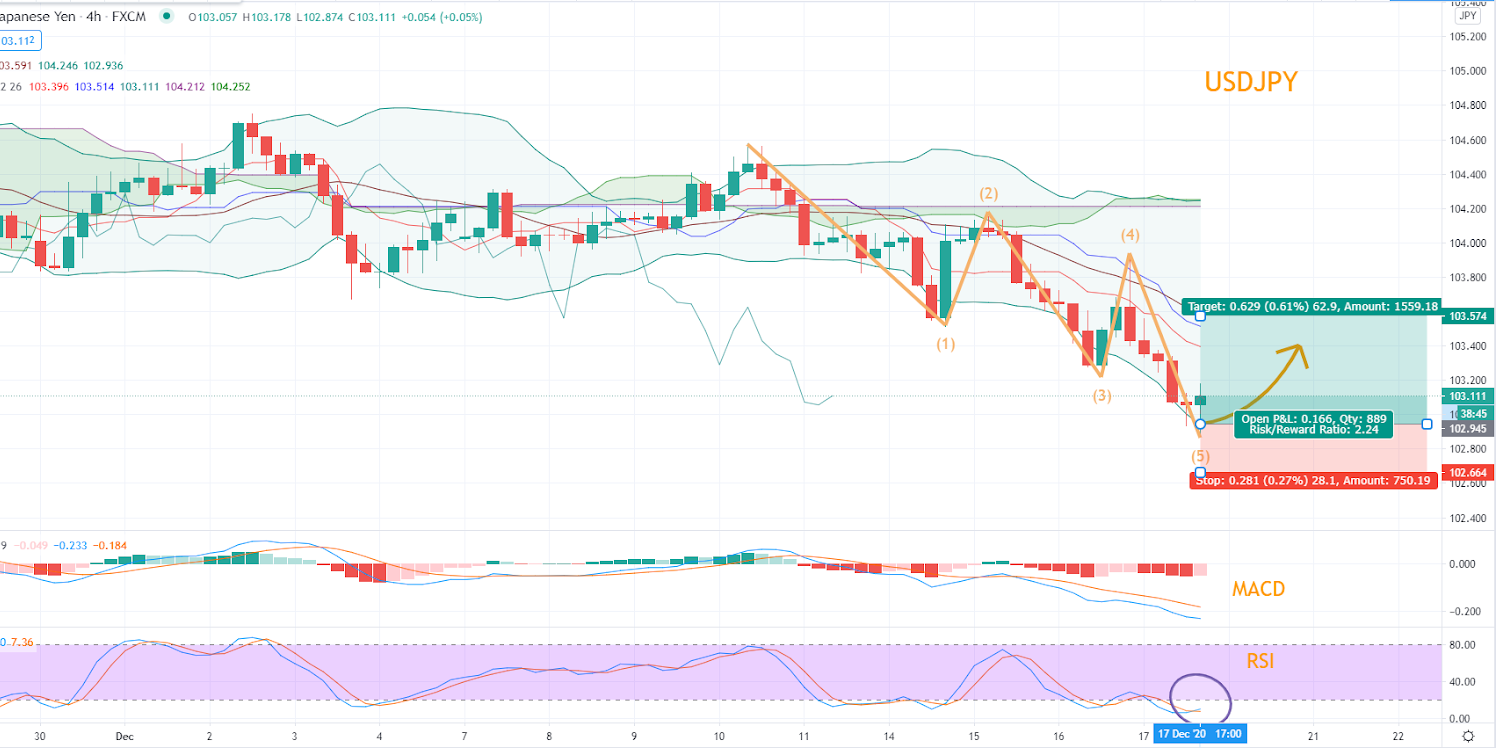 apanese Yen · 4h · FXCM O103.057 H103.178 L102.874 C103.111 +0.054 (+0.05%)
03.112
03.591 104.246 102.936
2 26 103.396 103.514 103.111 104.212 104.252
USDJPY
JPY
105.400
105.200
105.000
104.800
104.600
104.400
104.200
104.000
103.800
103.574
103.400
103.200
103.111
38:45
102.945
102.800
102.664
102.600
102.400
(1)
(2)
(3)
(4)
(5)
Target: 0.629 (0.61%) 62.9, Amount: 1559.18
Open P&L: 0.166, Qty: 889
Risk/Reward Ratio: 2.24
Stop: 0.281 (0.27%) 28.1, Amount: 750.19
9 -0.049 -0.233 -0.184
MACD
0.000
-0.200
0 7.36
RSI
80.00
40.00
0.00
30 Dec 2 3 4 7 8 9 10 11 14 15 16 17 17 Dec '20 17:00 21 22